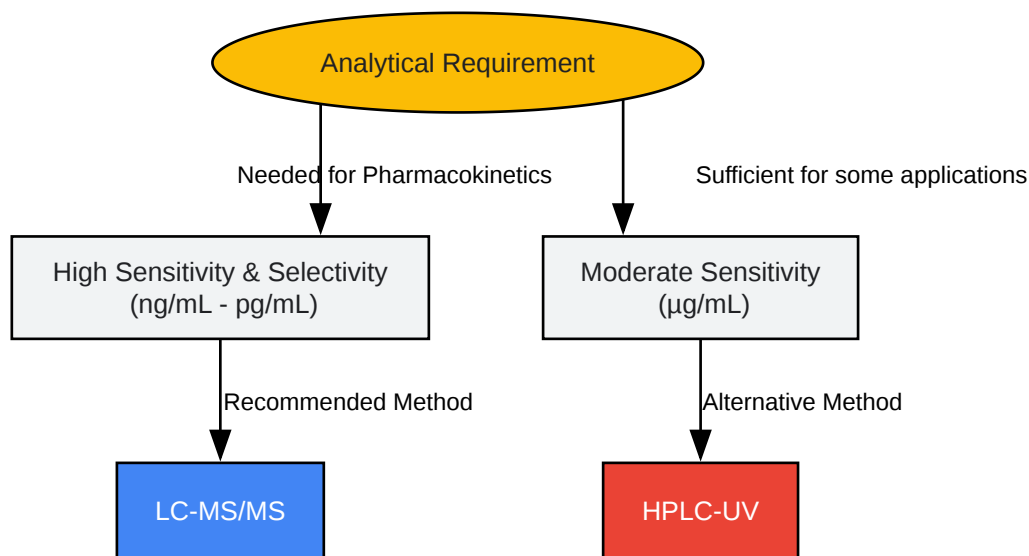 Analytical Requirement
Needed for Pharmacokinetics
Sufficient for some applications
High Sensitivity & Selectivity
(ng/mL - pg/mL)
Moderate Sensitivity
(µg/mL)
Recommended Method
Alternative Method
LC-MS/MS
HPLC-UV